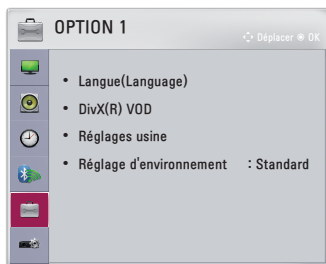 OPTION 1
Déplacer OK
• Langue(Language)
• DivX(R) VOD
• Réglages usine
• Réglage d'environnement : Standard